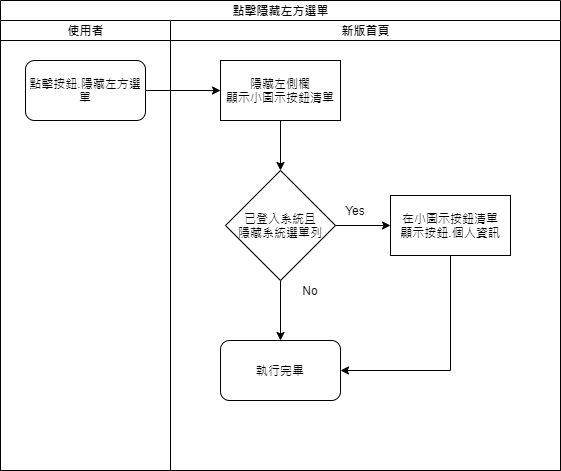 點擊隱藏左方選單
使用者
新版首頁
點擊按鈕.隱藏左方選
單
隱藏左側欄
顯示小圖示按鈕清單
已登入系統且
隱藏系統選單列
Yes
在小圖示按鈕清單
顯示按鈕.個人資訊
No
執行完畢